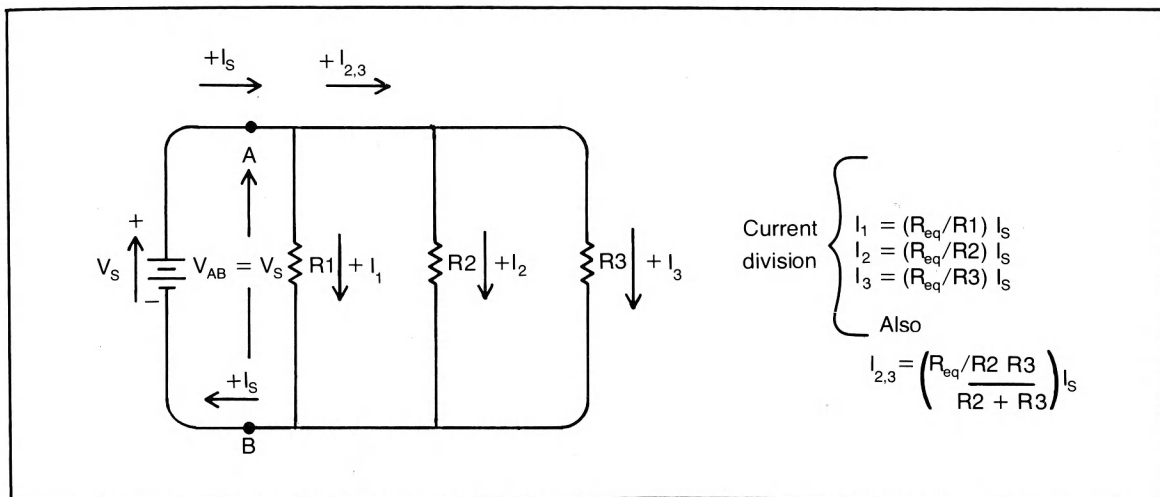 +I_S
+I_2,3
A
+
V_S
−
V_AB = V_S
R1
+I_1
R2
+I_2
R3
+I_3
+I_S
B
Current
division
I_1 = (R_eq/R1) I_S
I_2 = (R_eq/R2) I_S
I_3 = (R_eq/R3) I_S
Also
I_2,3 = (R_eq/R2 R3
R2 + R3) I_S